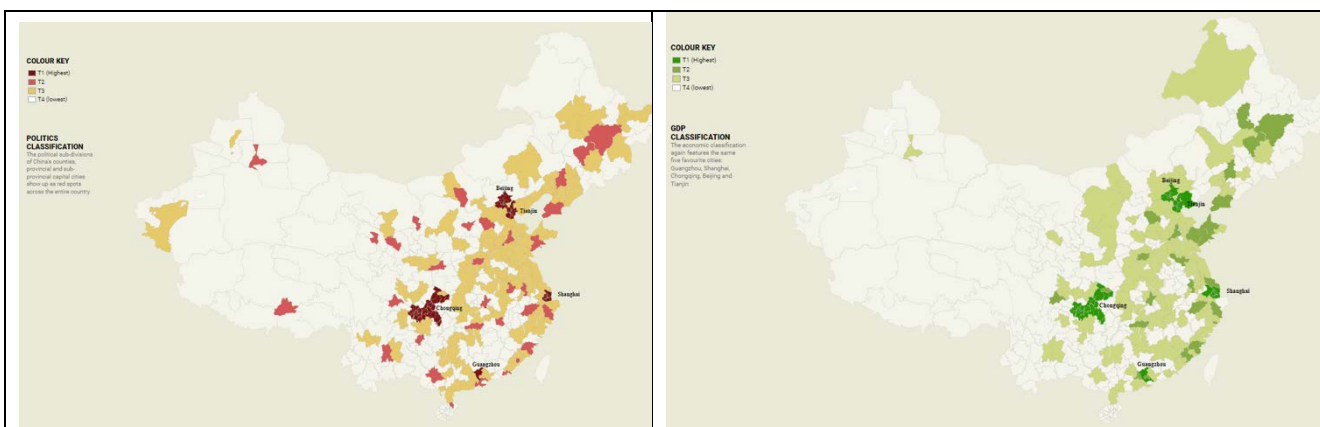 COLOUR KEY
T1 (Highest)
T2
T3
T4 (lowest)
POLITICS
CLASSIFICATION
The political sub-divisions
of China's counties,
provincial and sub-
provincial capital cities
show up as red spots
across the entire country.
Beijing
Tianjin
Shanghai
Chongqing
Guangzhou
COLOUR KEY
T1 (Highest)
T2
T3
T4 (lowest)
GDP
CLASSIFICATION
The economic classification
again features the same
five favourite cities:
Guangzhou, Shanghai,
Chongqing, Beijing and
Tianjin
Beijing
Tianjin
Shanghai
Chongqing
Guangzhou